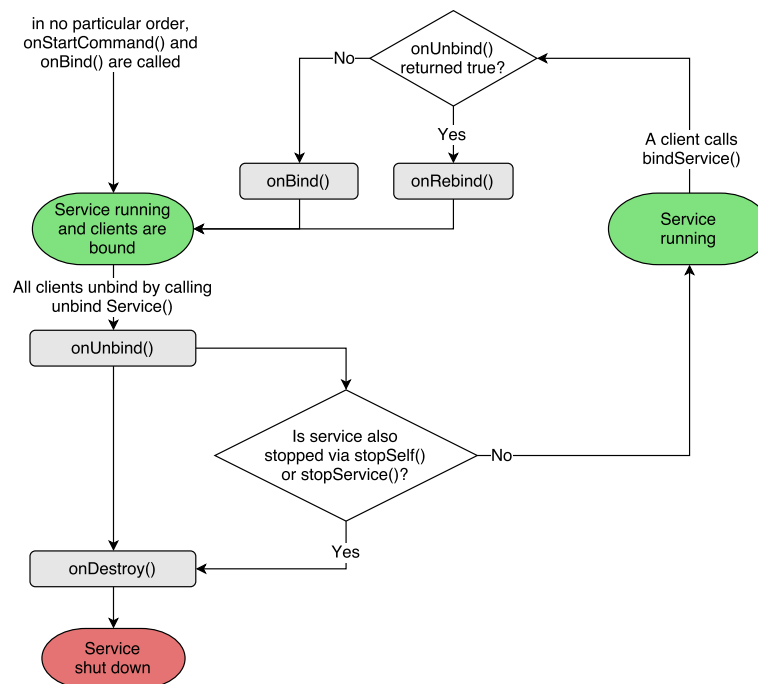 in no particular order,
onStartCommand() and
onBind() are called
onUnbind()
returned true?
No
Yes
A client calls
bindService()
onBind()
onRebind()
Service running
and clients are
bound
Service
running
All clients unbind by calling
unbind Service()
onUnbind()
Is service also
stopped via stopSelf()
or stopService()?
No
Yes
onDestroy()
Service
shut down